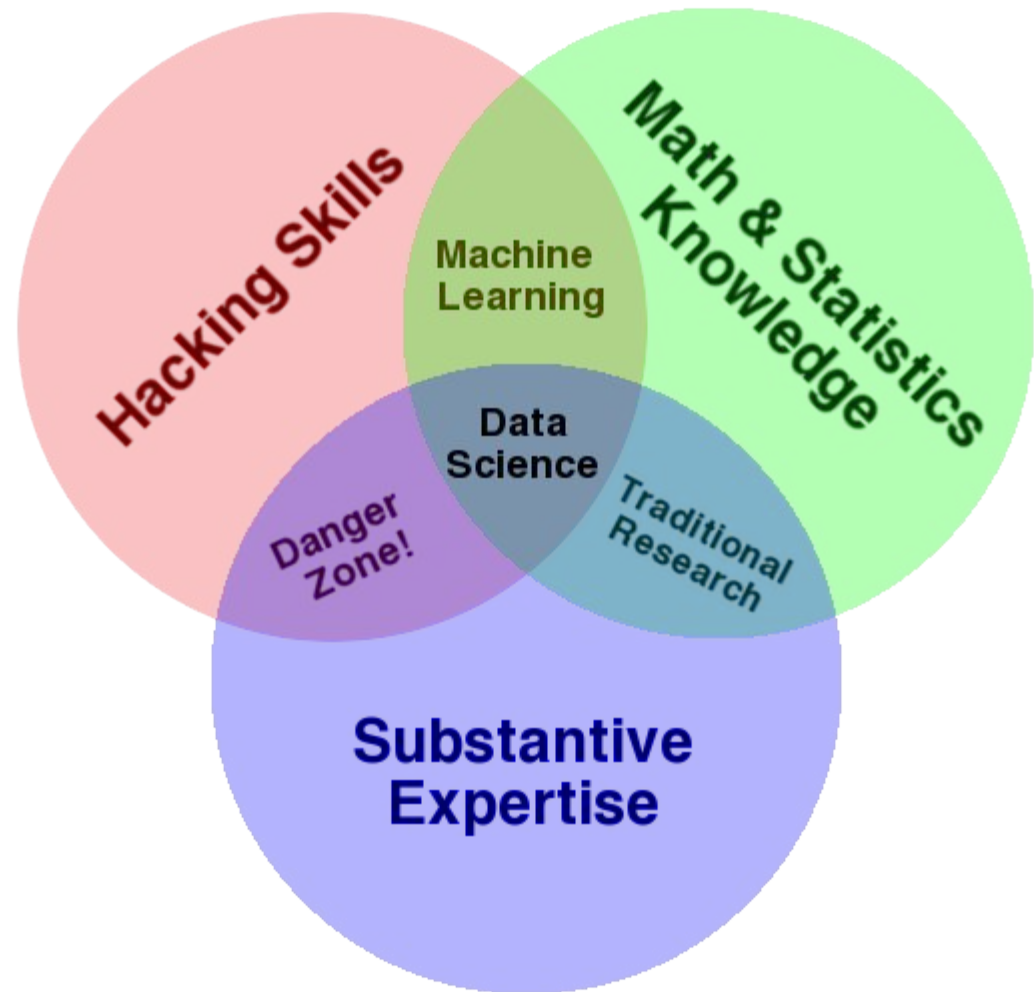 Hacking Skills
Math & Statistics
Knowledge
Machine
Learning
Data
Science
Danger
Zone!
Traditional
Research
Substantive
Expertise